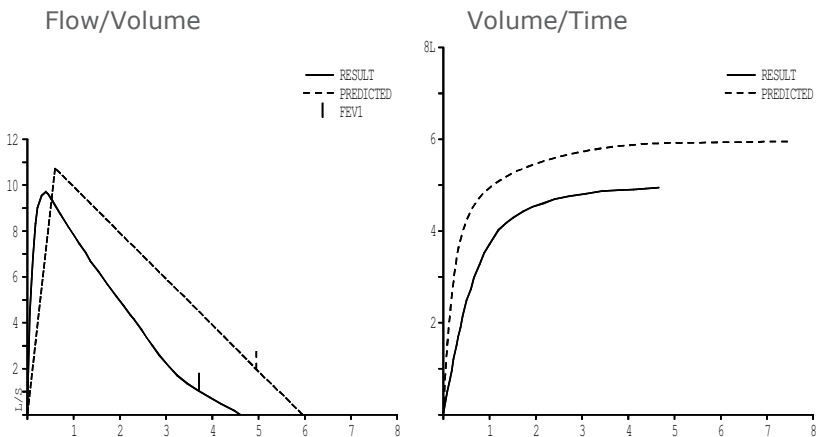 Flow/Volume
RESULT
PREDICTED
FEV1
12
10
8
6
4
2
L/S
1 2 3 4 5 6 7 8
Volume/Time
8L
RESULT
PREDICTED
6
4
2
1 2 3 4 5 6 7 8